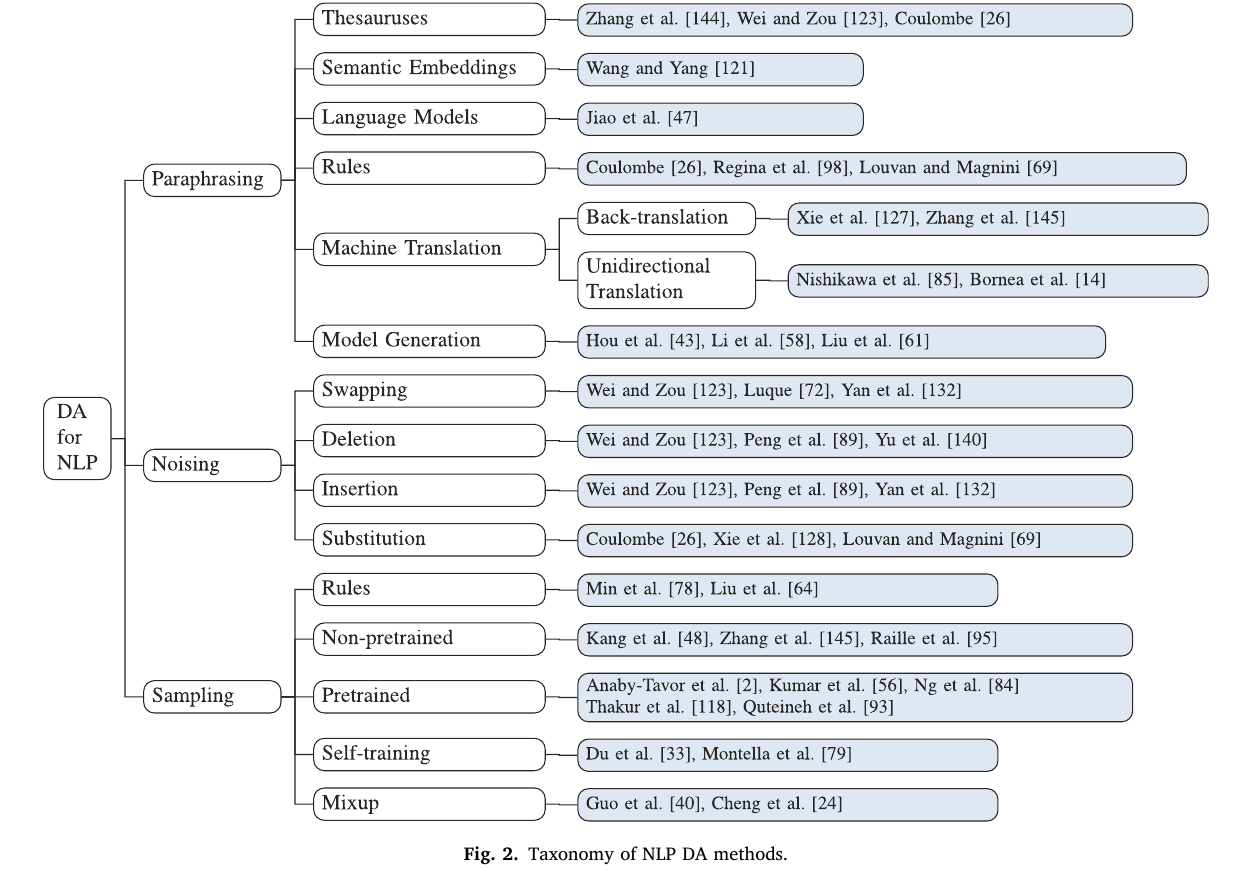 Thesauruses
Zhang et al. [144], Wei and Zou [123], Coulombe [26]
Semantic Embeddings
Wang and Yang [121]
Language Models
Jiao et al. [47]
Paraphrasing
Rules
Coulombe [26], Regina et al. [98], Louvan and Magnini [69]
Machine Translation
Back-translation
Xie et al. [127], Zhang et al. [145]
Unidirectional
Translation
Nishikawa et al. [85], Bornea et al. [14]
Model Generation
Hou et al. [43], Li et al. [58], Liu et al. [61]
DA
for
NLP
Noising
Swapping
Wei and Zou [123], Luque [72], Yan et al. [132]
Deletion
Wei and Zou [123], Peng et al. [89], Yu et al. [140]
Insertion
Wei and Zou [123], Peng et al. [89], Yan et al. [132]
Substitution
Coulombe [26], Xie et al. [128], Louvan and Magnini [69]
Sampling
Rules
Min et al. [78], Liu et al. [64]
Non-pretrained
Kang et al. [48], Zhang et al. [145], Raille et al. [95]
Pretrained
Anaby-Tavor et al. [2], Kumar et al. [56], Ng et al. [84]
Thakur et al. [118], Quteineh et al. [93]
Self-training
Du et al. [33], Montella et al. [79]
Mixup
Guo et al. [40], Cheng et al. [24]
Fig. 2. Taxonomy of NLP DA methods.